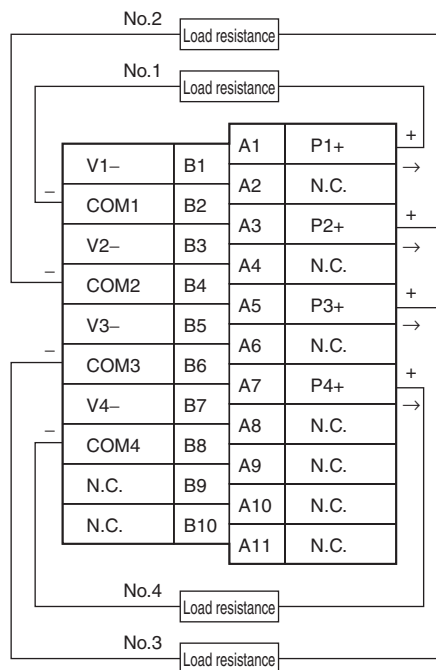 No.2
Load resistance
No.1
Load resistance
+
→
A1 P1+
V1– B1
A2 N.C.
–
COM1 B2
+
→
A3 P2+
V2– B3
A4 N.C.
–
COM2 B4
+
→
A5 P3+
V3– B5
A6 N.C.
–
COM3 B6
+
→
A7 P4+
V4– B7
A8 N.C.
–
COM4 B8
A9 N.C.
N.C. B9
A10 N.C.
N.C. B10
A11 N.C.
No.4
Load resistance
No.3
Load resistance